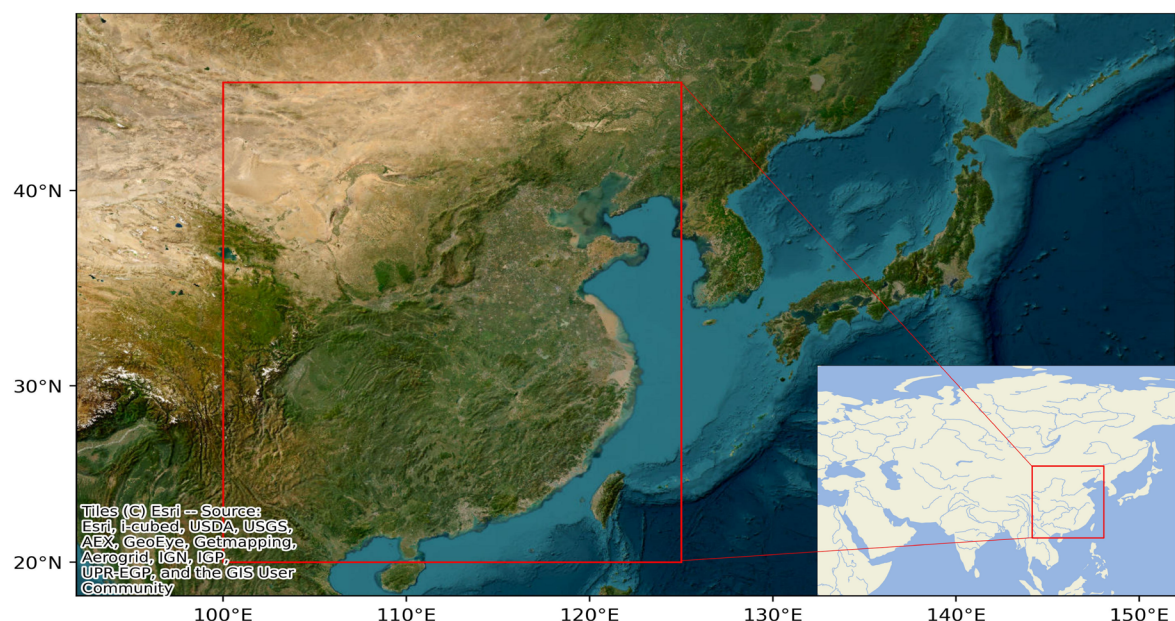 40°N
30°N
20°N
Tiles (C) Esri -- Source:
Esri, i-cubed, USDA, USGS,
AEX, GeoEye, Getmapping,
Aerogrid, IGN, IGP,
UPR-EGP, and the GIS User
Community
100°E 110°E 120°E 130°E 140°E 150°E